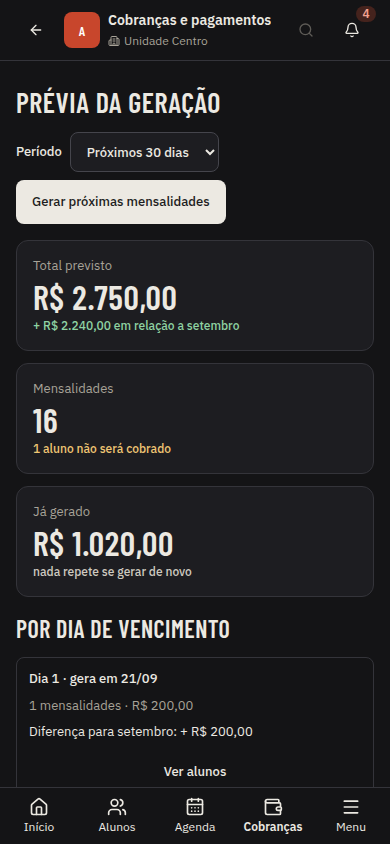 A
Cobranças e pagamentos
Unidade Centro
4
PRÉVIA DA GERAÇÃO
Período
Próximos 30 dias
Gerar próximas mensalidades
Total previsto
R$ 2.750,00
+ R$ 2.240,00 em relação a setembro
Mensalidades
16
1 aluno não será cobrado
Já gerado
R$ 1.020,00
nada repete se gerar de novo
POR DIA DE VENCIMENTO
Dia 1 · gera em 21/09
1 mensalidades · R$ 200,00
Diferença para setembro: + R$ 200,00
Ver alunos
Início
Alunos
Agenda
Cobranças
Menu